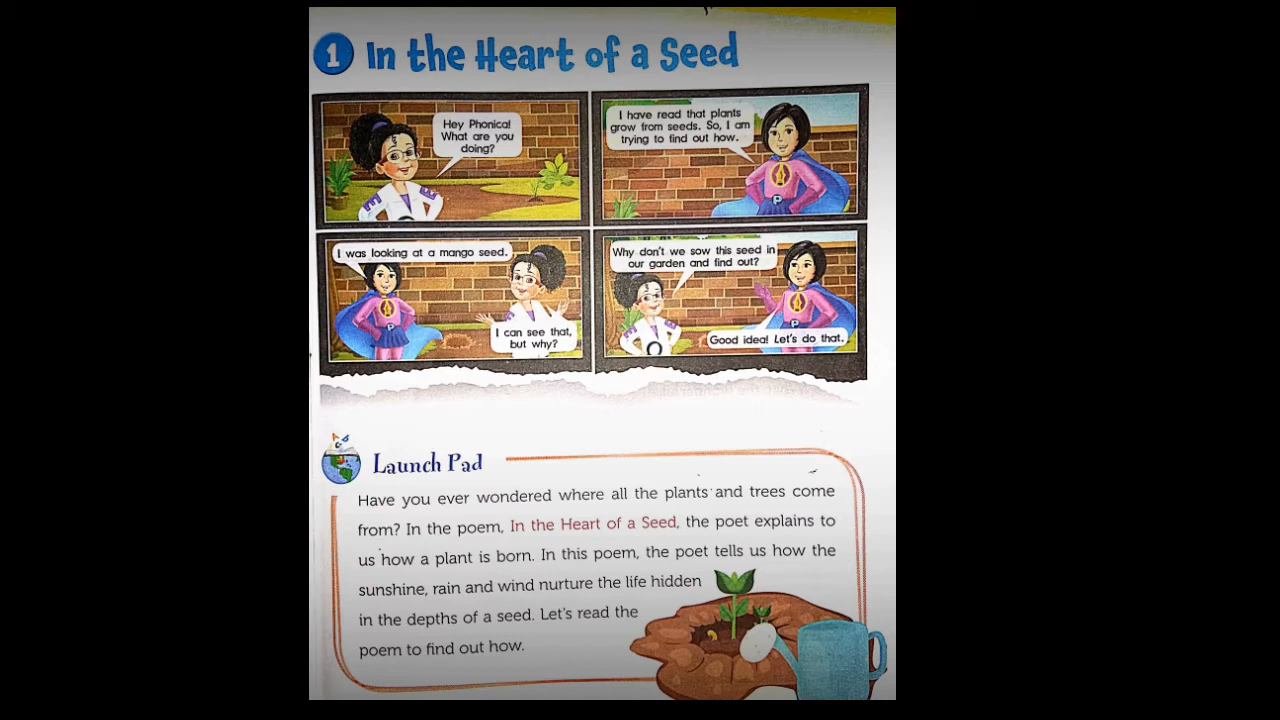 1 In the Heart of a Seed
Hey Phonica!
What are you
doing?
I have read that plants
grow from seeds. So, I am
trying to find out how.
I was looking at a mango seed.
I can see that,
but why?
Why don't we sow this seed in
our garden and find out?
Good idea! Let's do that.
Launch Pad
Have you ever wondered where all the plants and trees come
from? In the poem, In the Heart of a Seed, the poet explains to
us how a plant is born. In this poem, the poet tells us how the
sunshine, rain and wind nurture the life hidden
in the depths of a seed. Let's read the
poem to find out how.